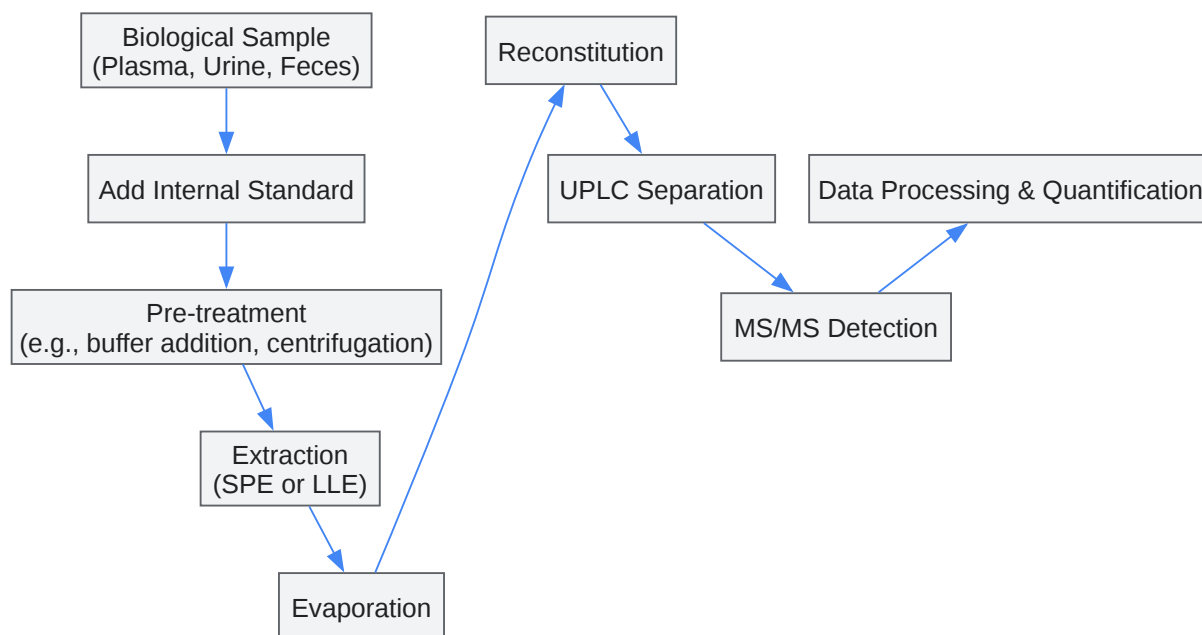 Biological Sample
(Plasma, Urine, Feces)
Add Internal Standard
Pre-treatment
(e.g., buffer addition, centrifugation)
Extraction
(SPE or LLE)
Evaporation
Reconstitution
UPLC Separation
MS/MS Detection
Data Processing & Quantification